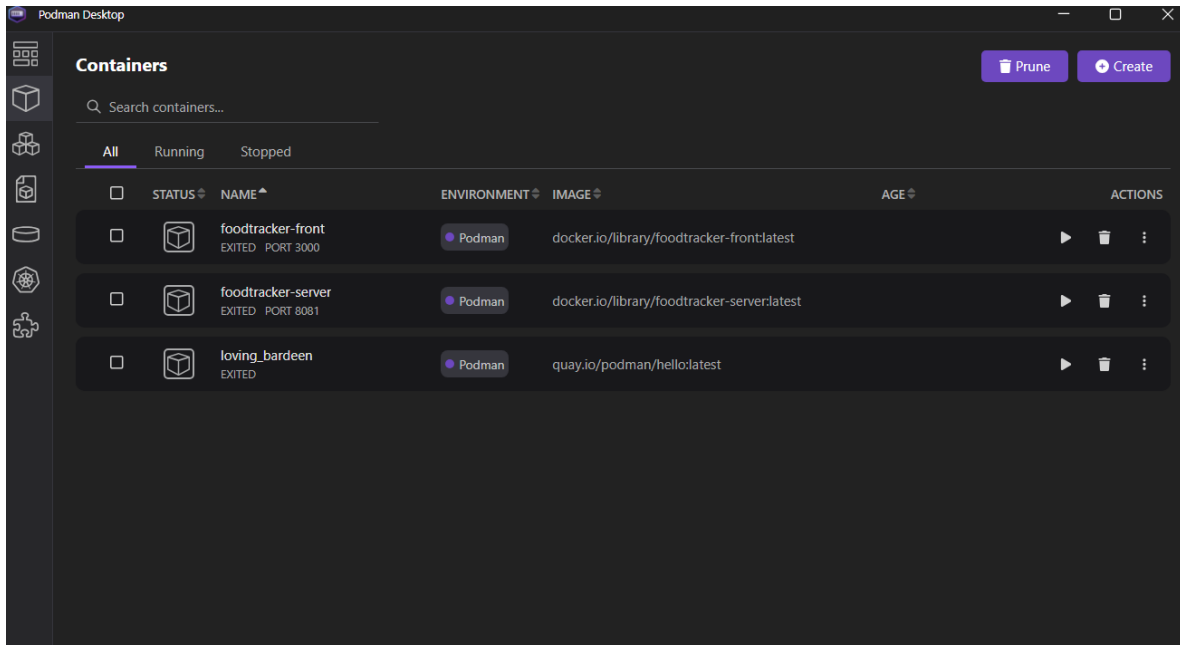 Podman Desktop
Containers
Prune
Create
Search containers...
All Running Stopped
STATUS NAME ENVIRONMENT IMAGE AGE ACTIONS
foodtracker-front
EXITED PORT 3000
Podman
docker.io/library/foodtracker-front:latest
foodtracker-server
EXITED PORT 8081
Podman
docker.io/library/foodtracker-server:latest
loving_bardeen
EXITED
Podman
quay.io/podman/hello:latest